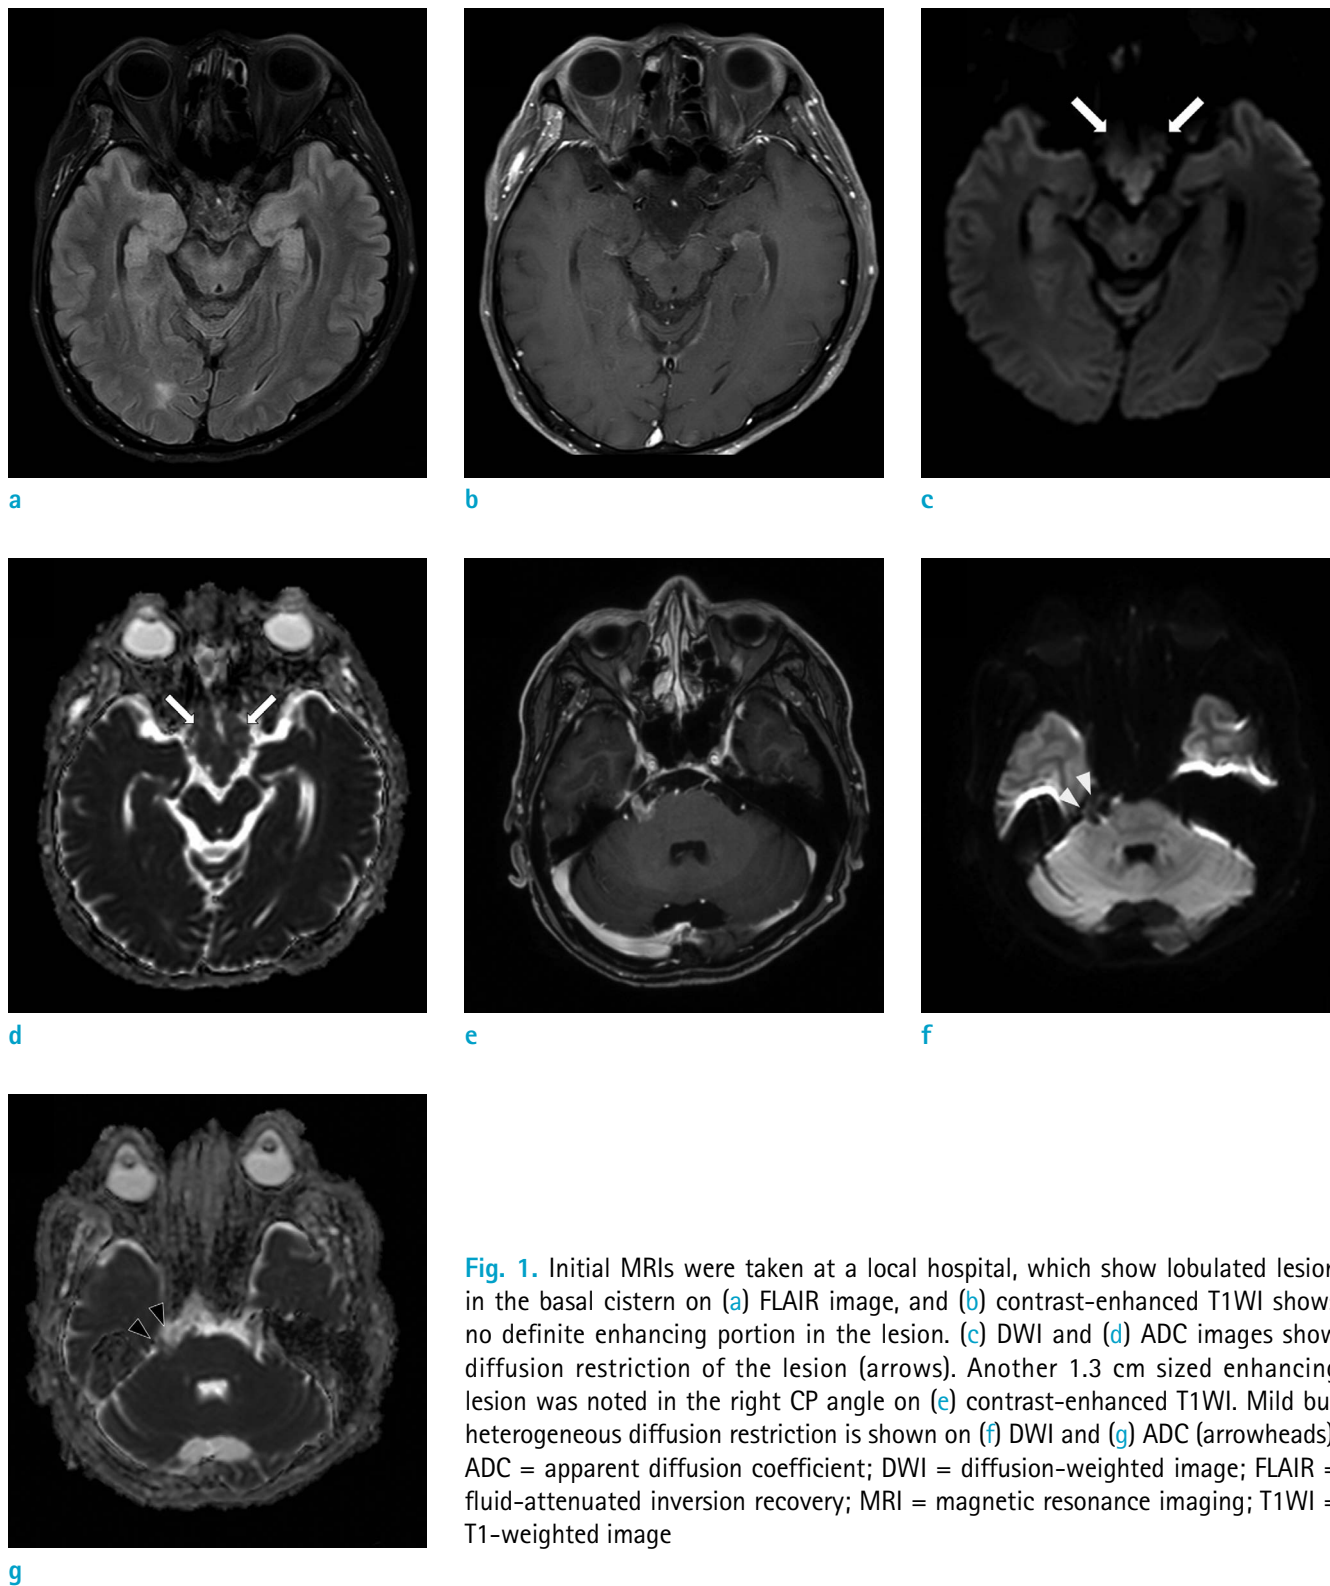 a
b
c
d
e
f
g
Fig. 1. Initial MRIs were taken at a local hospital, which show lobulated lesion
in the basal cistern on (a) FLAIR image, and (b) contrast-enhanced T1WI show
no definite enhancing portion in the lesion. (c) DWI and (d) ADC images show
diffusion restriction of the lesion (arrows). Another 1.3 cm sized enhancing
lesion was noted in the right CP angle on (e) contrast-enhanced T1WI. Mild bu
heterogeneous diffusion restriction is shown on (f) DWI and (g) ADC (arrowheads)
ADC = apparent diffusion coefficient; DWI = diffusion-weighted image; FLAIR =
fluid-attenuated inversion recovery; MRI = magnetic resonance imaging; T1WI =
T1-weighted image